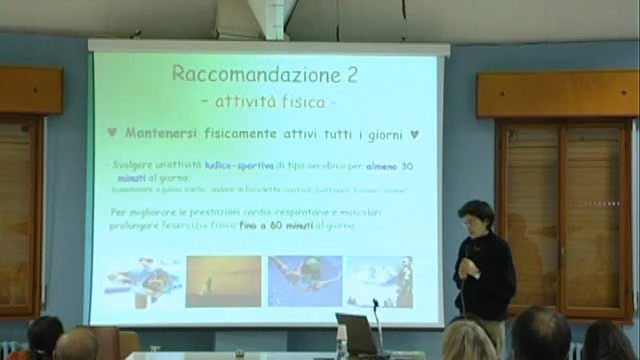 Raccomandazione 2
- attività fisica -
♥ Mantenersi fisicamente attivi tutti i giorni ♥
Svolgere un'attività ludico-sportiva di tipo aerobico per almeno 30
minuti al giorno
Per migliorare le prestazioni cardio-respiratorie e muscolari
prolungare l'esercizio fisico fino a 60 minuti al giorno